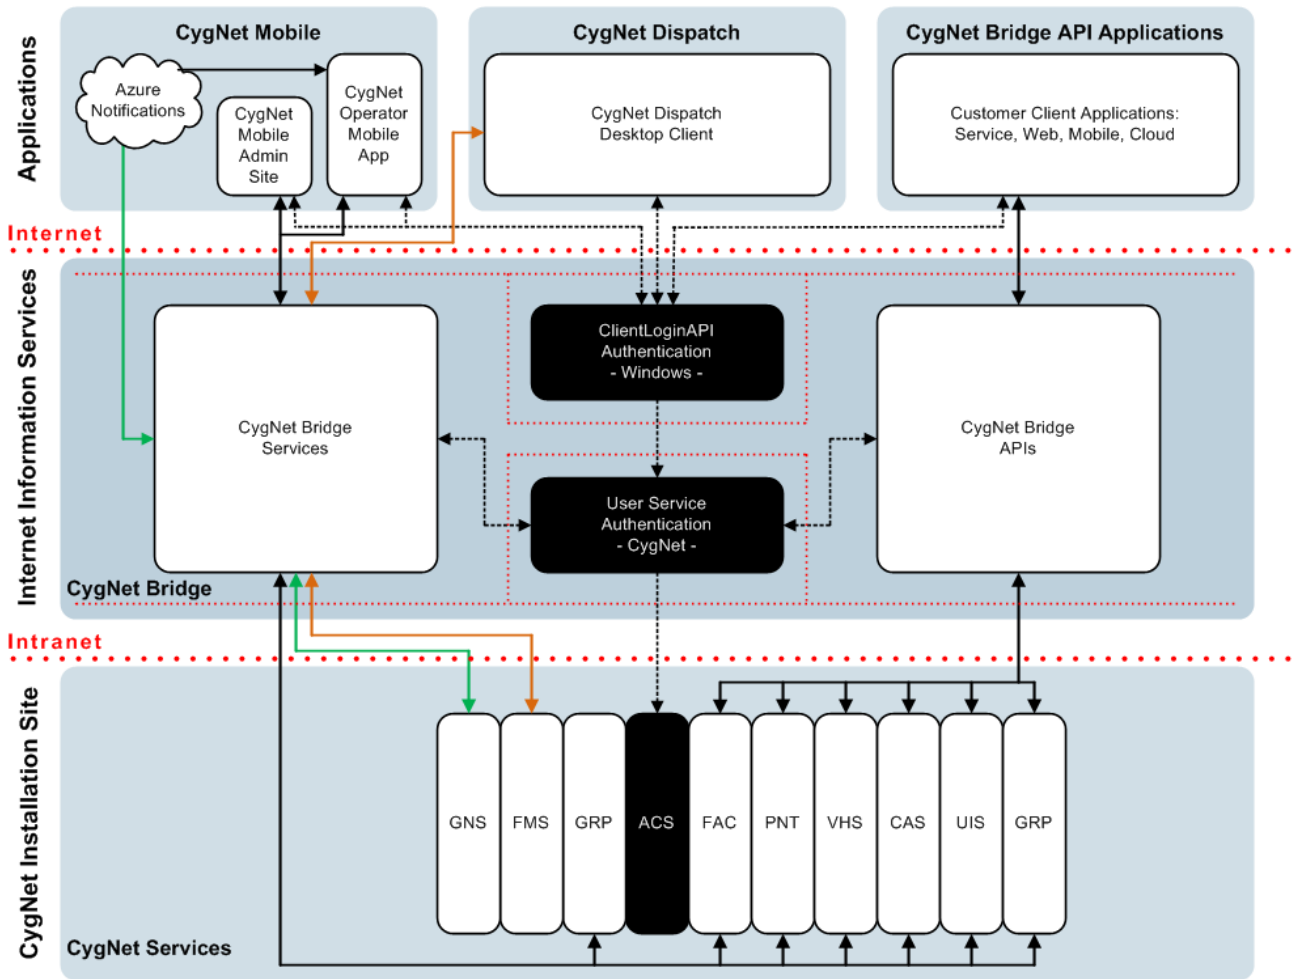 Applications
CygNet Mobile
Azure
Notifications
CygNet
Mobile
Admin
Site
CygNet
Operator
Mobile
App
CygNet Dispatch
CygNet Dispatch
Desktop Client
CygNet Bridge API Applications
Customer Client Applications:
Service, Web, Mobile, Cloud
Internet
Internet Information Services
CygNet Bridge
Services
ClientLoginAPI
Authentication
- Windows -
User Service
Authentication
- CygNet -
CygNet Bridge
APIs
CygNet Bridge
Intranet
CygNet Installation Site
GNS
FMS
GRP
ACS
FAC
PNT
VHS
CAS
UIS
GRP
CygNet Services